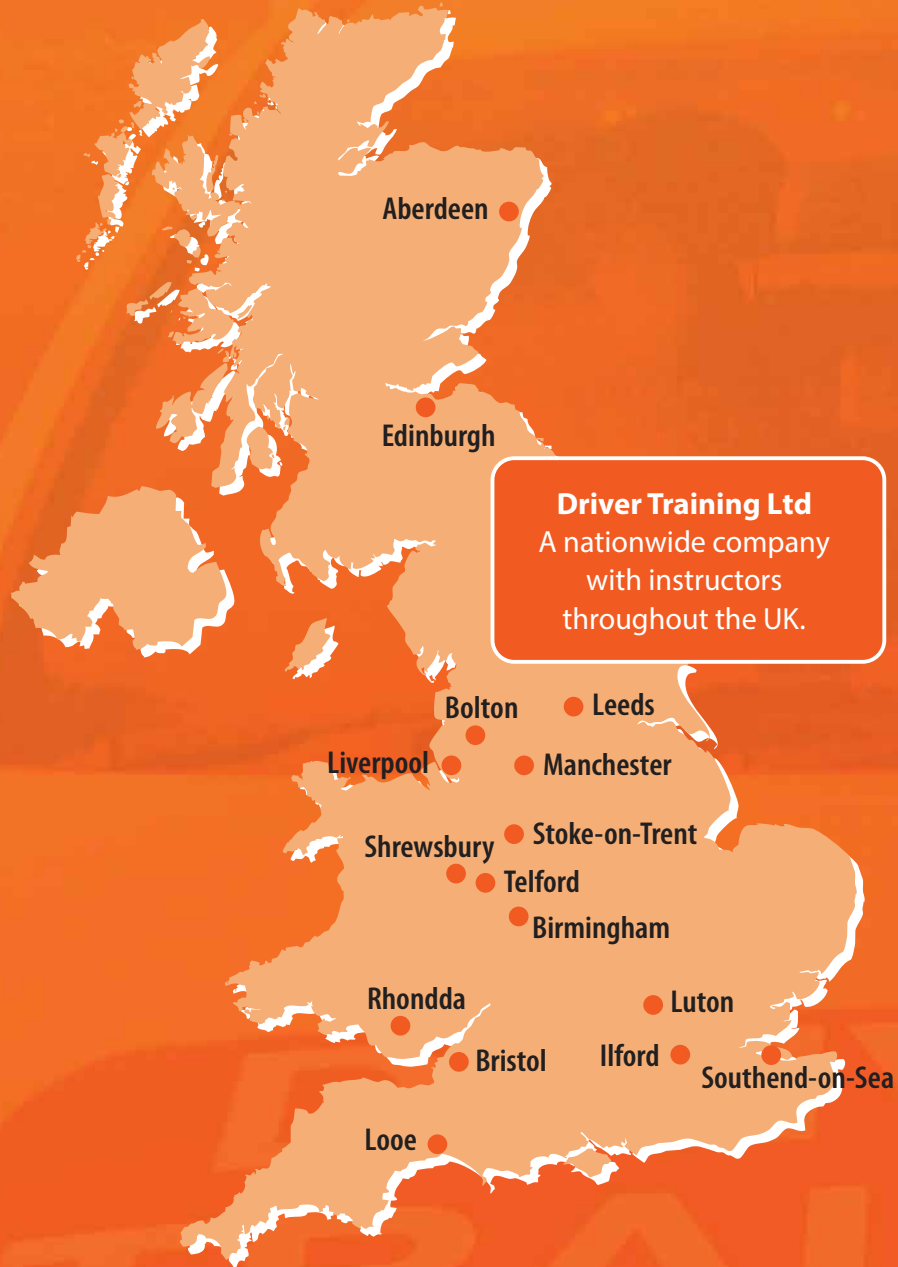 Aberdeen
Edinburgh
Driver Training Ltd
A nationwide company
with instructors
throughout the UK.
Bolton
Leeds
Liverpool
Manchester
Stoke-on-Trent
Shrewsbury
Telford
Birmingham
Rhondda
Luton
Bristol
Ilford
Southend-on-Sea
Looe